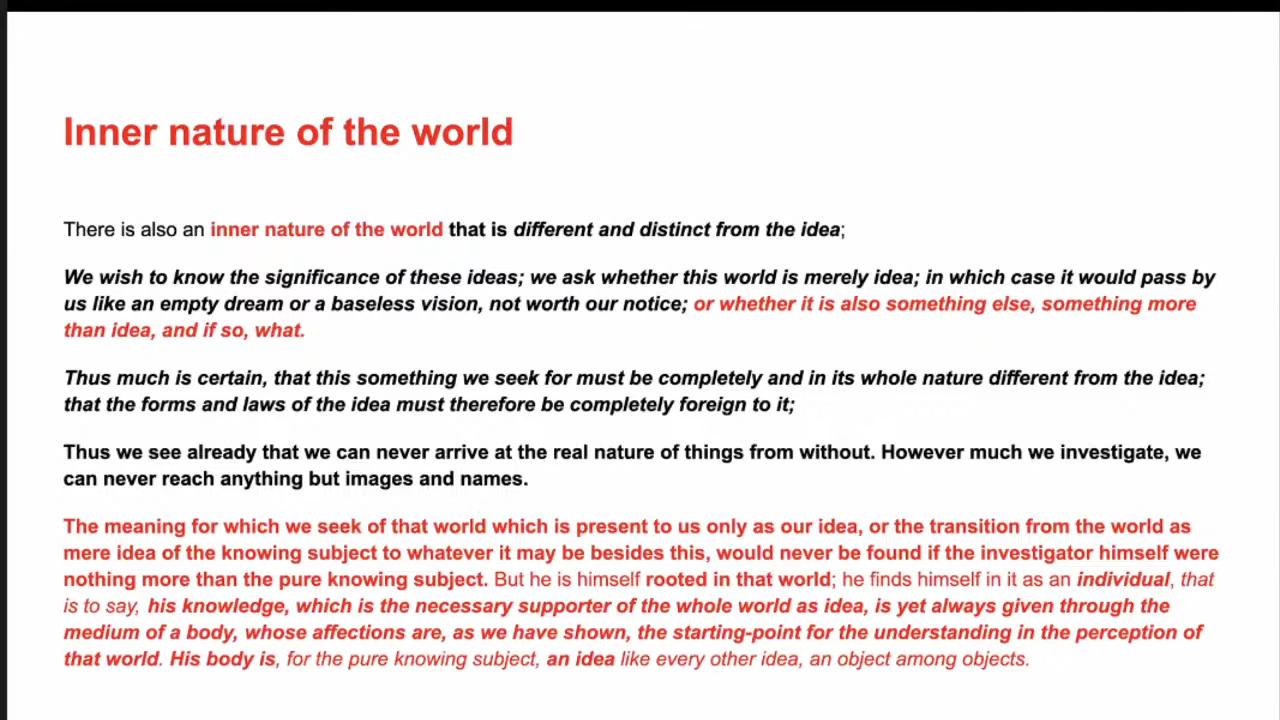 Inner nature of the world
There is also an inner nature of the world that is different and distinct from the idea;
We wish to know the significance of these ideas; we ask whether this world is merely idea; in which case it would pass by
us like an empty dream or a baseless vision, not worth our notice; or whether it is also something else, something more
than idea, and if so, what.
Thus much is certain, that this something we seek for must be completely and in its whole nature different from the idea;
that the forms and laws of the idea must therefore be completely foreign to it;
Thus we see already that we can never arrive at the real nature of things from without. However much we investigate, we
can never reach anything but images and names.
The meaning for which we seek of that world which is present to us only as our idea, or the transition from the world as
mere idea of the knowing subject to whatever it may be besides this, would never be found if the investigator himself were
nothing more than the pure knowing subject. But he is himself rooted in that world; he finds himself in it as an individual, that
is to say, his knowledge, which is the necessary supporter of the whole world as idea, is yet always given through the
medium of a body, whose affections are, as we have shown, the starting-point for the understanding in the perception of
that world. His body is, for the pure knowing subject, an idea like every other idea, an object among objects.